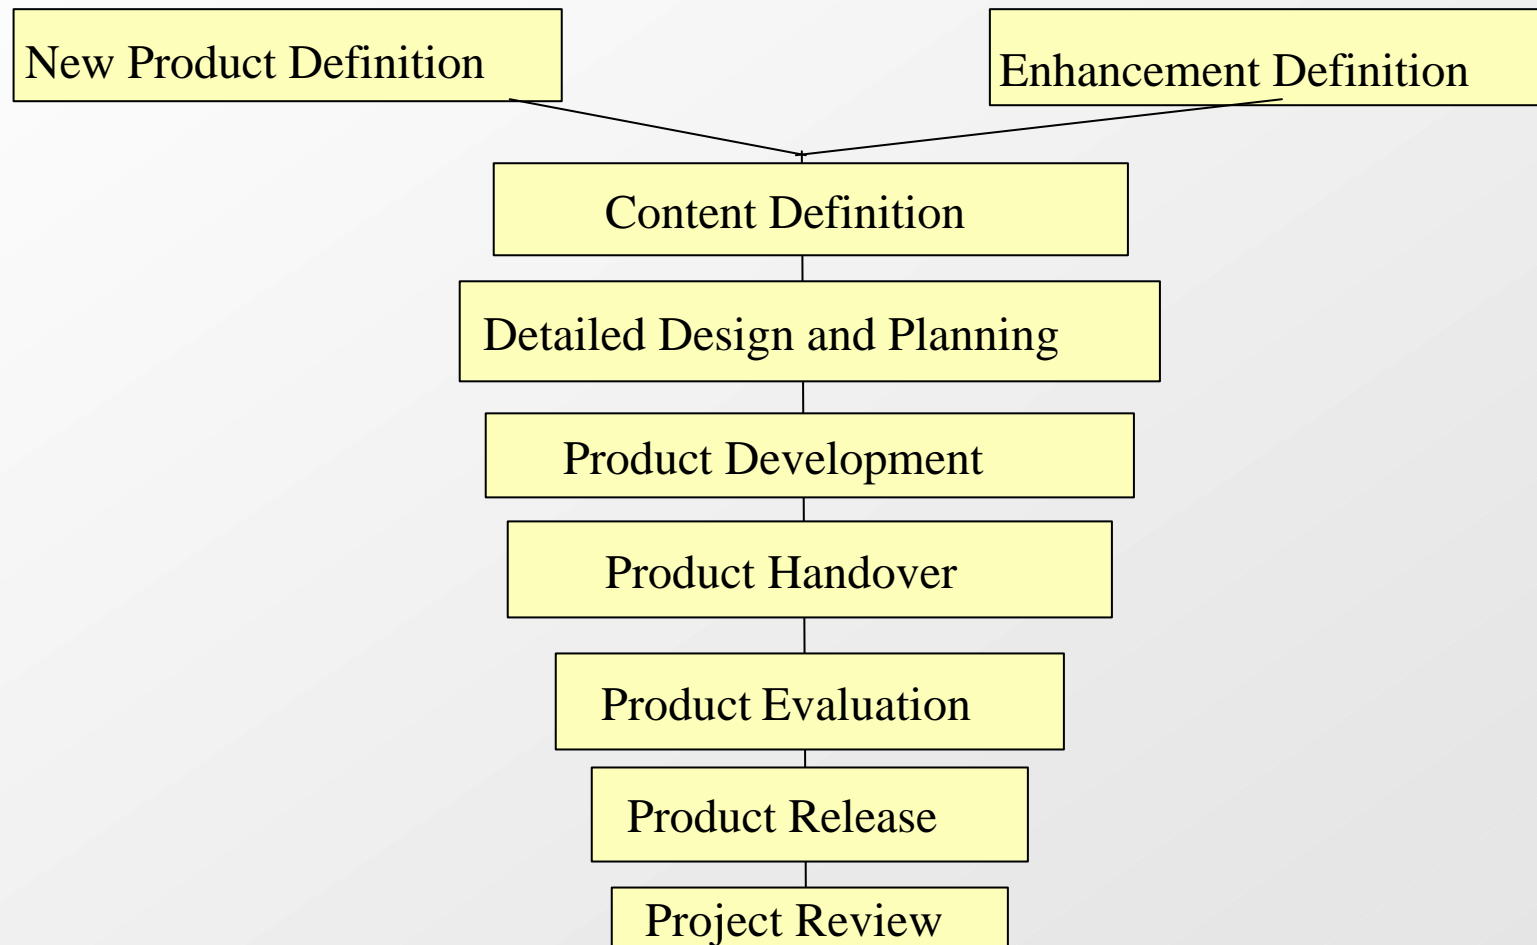 New Product Definition
Enhancement Definition
Content Definition
Detailed Design and Planning
Product Development
Product Handover
Product Evaluation
Product Release
Project Review